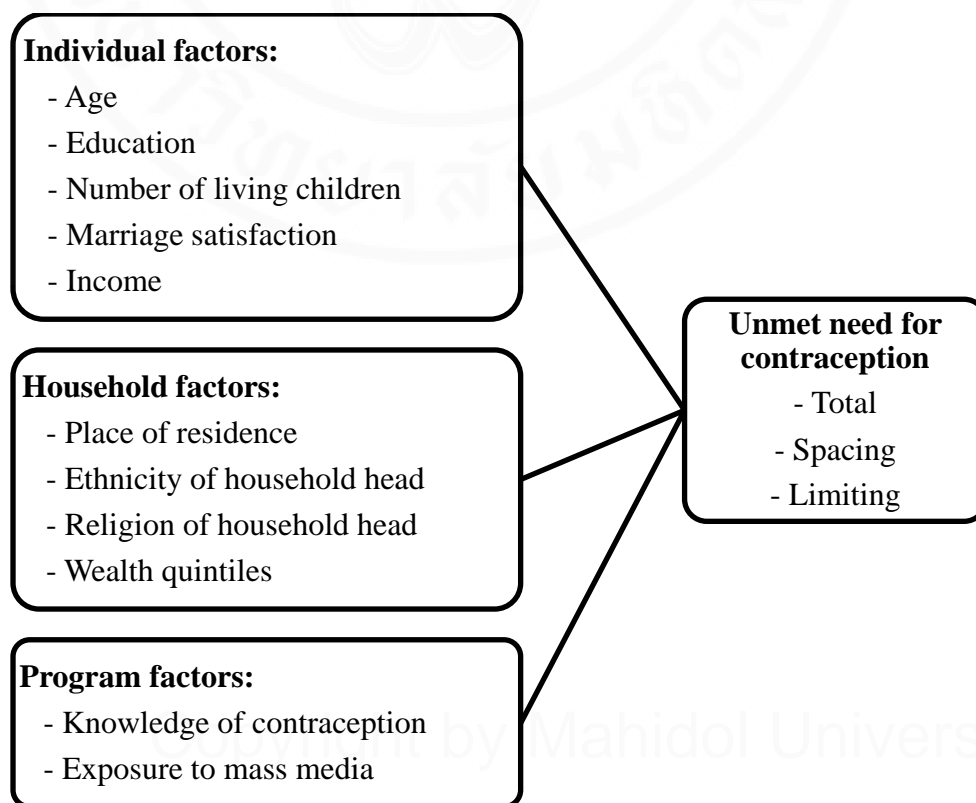 Individual factors:
- Age
- Education
- Number of living children
- Marriage satisfaction
- Income
Household factors:
- Place of residence
- Ethnicity of household head
- Religion of household head
- Wealth quintiles
Program factors:
- Knowledge of contraception
- Exposure to mass media
Unmet need for
contraception
- Total
- Spacing
- Limiting
Copyright by Mahidol Univers